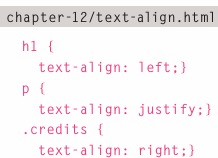 chapter-12/text-align.html
h1 {
text-align: left;}
p {
text-align: justify;}
.credits {
text-align: right;}